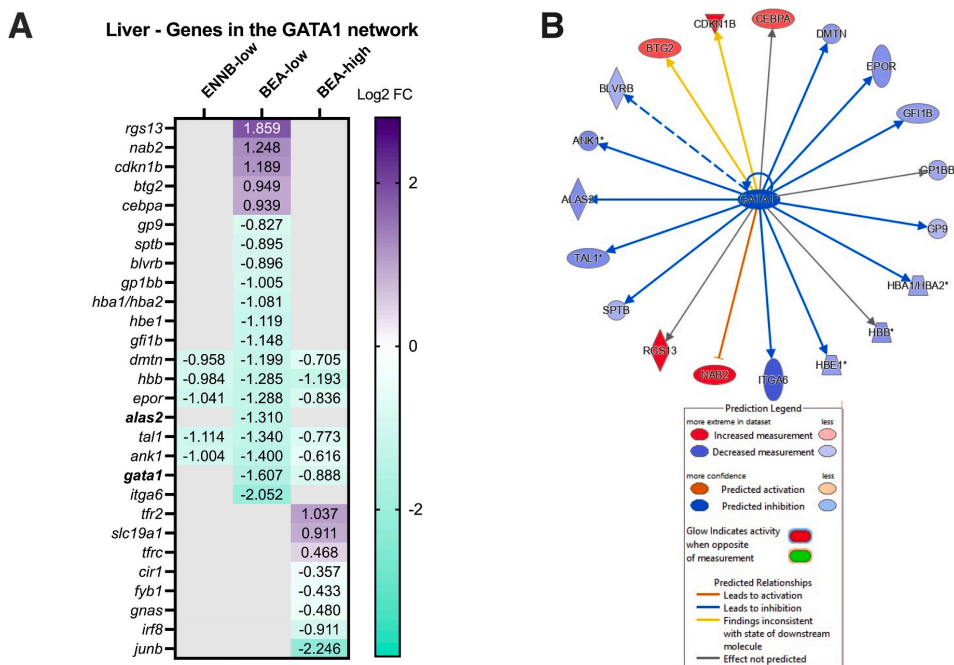 A
Liver - Genes in the GATA1 network
ENNB-low
BEA-low
BEA-high
Log2 FC
rgs13 1.859
nab2 1.248
cdkn1b 1.189
btg2 0.949
cebpa 0.939
gp9 -0.827
sptb -0.895
blvrb -0.896
gp1bb -1.005
hba1/hba2 -1.081
hbe1 -1.119
gfi1b -1.148
dmtn -0.958 -1.199 -0.705
hbb -0.984 -1.285 -1.193
epor -1.041 -1.288 -0.836
alas2 -1.310
tal1 -1.114 -1.340 -0.773
ank1 -1.004 -1.400 -0.616
gata1 -1.607 -0.888
itga6 -2.052
tfr2 1.037
slc19a1 0.911
tfrc 0.468
cir1 -0.357
fyb1 -0.433
gnas -0.480
irf8 -0.911
junb -2.246
2
0
-2
B
CDKN1B
CEBPA
BTG2
DMTN
EPOR
BLVRB
GFI1B
ANK1*
GP1BB
ALAS2*
GATA1*
GP9
TAL1*
HBA1/HBA2*
SPTB
HBB*
RGS13
HBE1*
NAB2
ITGA6
Prediction Legend
more extreme in dataset less
Increased measurement
Decreased measurement
more confidence less
Predicted activation
Predicted inhibition
Glow Indicates activity
when opposite
of measurement
Predicted Relationships
Leads to activation
Leads to inhibition
Findings inconsistent
with state of downstream
molecule
Effect not predicted